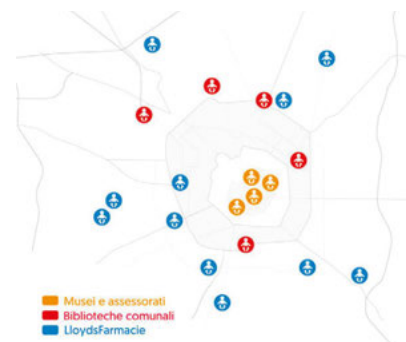 Musei e assessorati
Biblioteche comunali
LloydsFarmacie